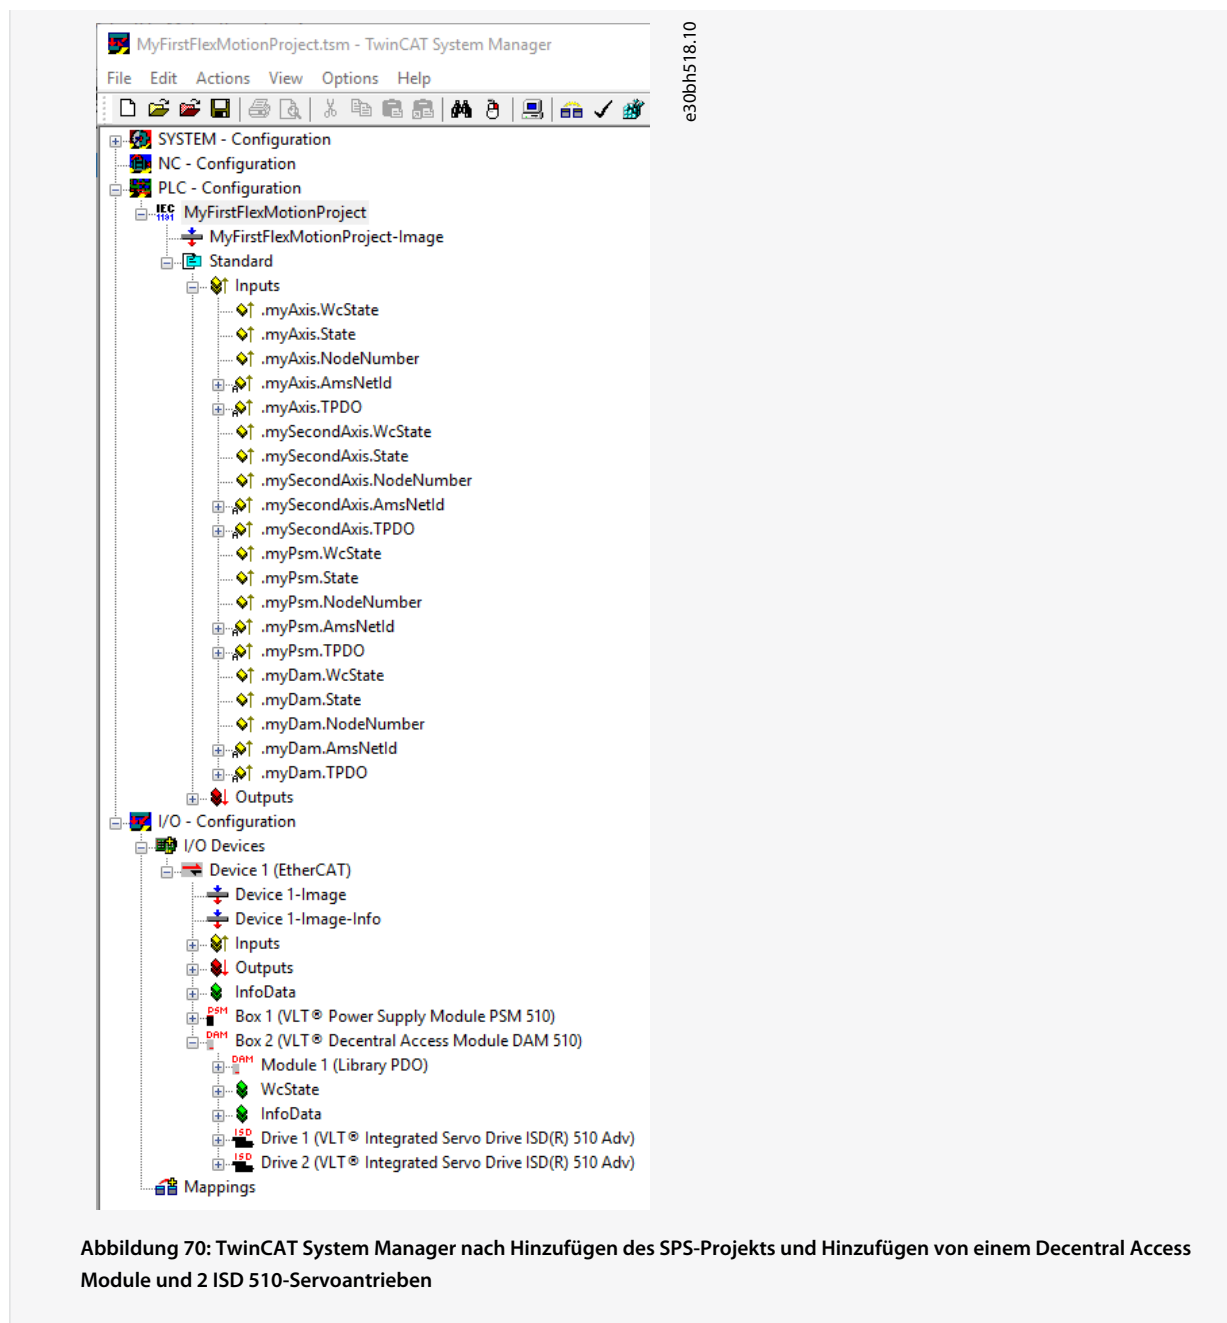 MyFirstFlexMotionProject.tsm - TwinCAT System Manager
e30bh518.10
File Edit Actions View Options Help
SYSTEM - Configuration
NC - Configuration
PLC - Configuration
IEC 1131 MyFirstFlexMotionProject
MyFirstFlexMotionProject-Image
Standard
Inputs
.myAxis.WcState
.myAxis.State
.myAxis.NodeNumber
.myAxis.AmsNetId
.myAxis.TPDO
.mySecondAxis.WcState
.mySecondAxis.State
.mySecondAxis.NodeNumber
.mySecondAxis.AmsNetId
.mySecondAxis.TPDO
.myPsm.WcState
.myPsm.State
.myPsm.NodeNumber
.myPsm.AmsNetId
.myPsm.TPDO
.myDam.WcState
.myDam.State
.myDam.NodeNumber
.myDam.AmsNetId
.myDam.TPDO
Outputs
I/O - Configuration
I/O Devices
Device 1 (EtherCAT)
Device 1-Image
Device 1-Image-Info
Inputs
Outputs
InfoData
PSM Box 1 (VLT® Power Supply Module PSM 510)
DAM Box 2 (VLT® Decentral Access Module DAM 510)
DAM Module 1 (Library PDO)
WcState
InfoData
ISD Drive 1 (VLT® Integrated Servo Drive ISD(R) 510 Adv)
ISD Drive 2 (VLT® Integrated Servo Drive ISD(R) 510 Adv)
Mappings
Abbildung 70: TwinCAT System Manager nach Hinzufügen des SPS-Projekts und Hinzufügen von einem Decentral Access
Module und 2 ISD 510-Servoantrieben